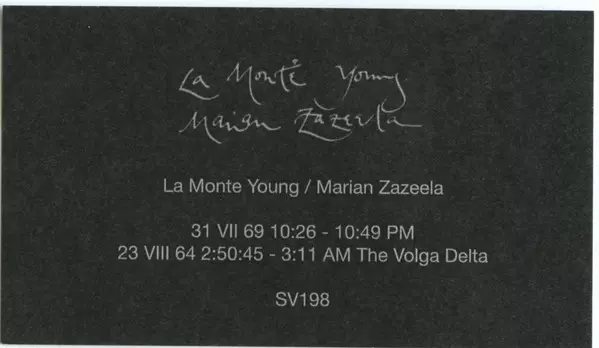 La Monte Young
Marian Zazeela
La Monte Young / Marian Zazeela
31 VII 69 10:26 - 10:49 PM
23 VIII 64 2:50:45 - 3:11 AM The Volga Delta
SV198